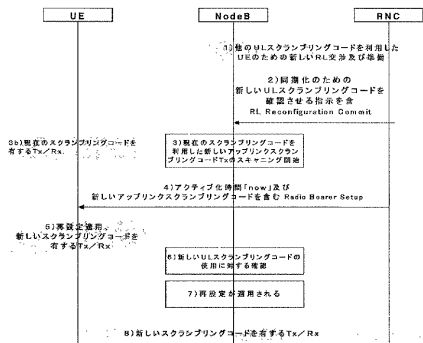 UE
NodeB
RNC
1)他のULスクランブリングコードを利用した
UEのための新しいRL交渉及び準備
2)同期化のための
新しいULスクランブリングコードを
確認させる指示を含
RL Reconfiguration Commit
3b)現在のスクランブリングコードを
有するTx/Rx.
3)現在のスクランブリングコードを
利用した新しいアップリンクスクラン
ブリングコードTxのスキャニング開始
4)アクティブ化時間「now」及び
新しいアップリンクスクランブリングコードを含む Radio Bearer Setup
5)再設定適用、
新しいスクランブリングコードを
有するTx/Rx
6)新しいULスクランブリングコードの
使用に対する確認
7)再設定が適用される
8)新しいスクランブリングコードを有するTx/Rx